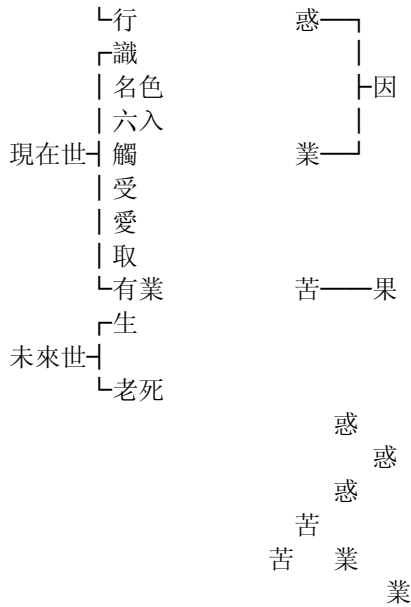 行 惑
識
名色 因
六入
現在世 觸 業
受
愛
取
有業 苦 果
生
未來世
老死
惑
惑
惑
苦
苦 業
業